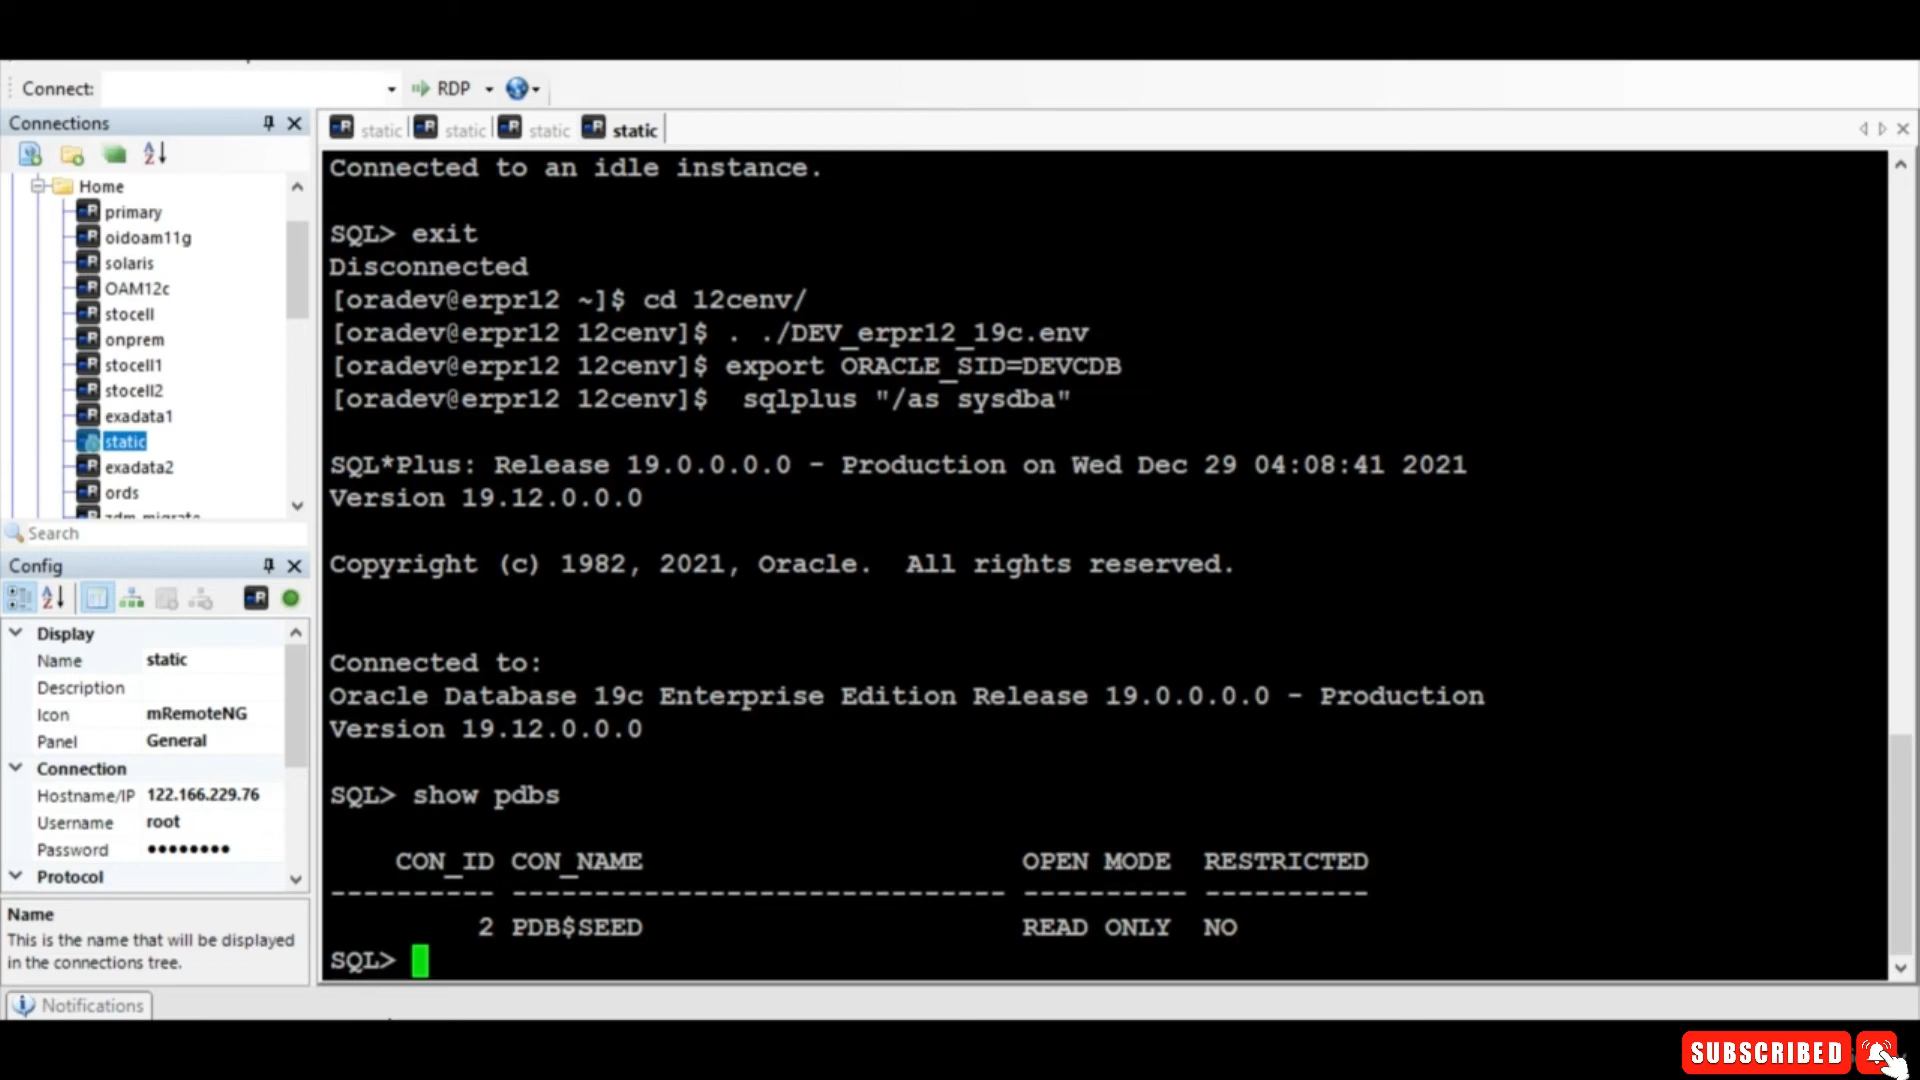 Connect:
RDP
Connections
static
static
static
static
Home
primary
oidoam11g
solaris
OAM12c
stocell
onprem
stocell1
stocell2
exadata1
static
exadata2
ords
zdm migrate
Search
Config
Display
Name static
Description
Icon mRemoteNG
Panel General
Connection
Hostname/IP 122.166.229.76
Username root
Password ••••••••
Protocol
Name
This is the name that will be displayed
in the connections tree.
Notifications
Connected to an idle instance.
SQL> exit
Disconnected
[oradev@erpr12 ~]$ cd 12cenv/
[oradev@erpr12 12cenv]$ . ./DEV_erpr12_19c.env
[oradev@erpr12 12cenv]$ export ORACLE_SID=DEVCDB
[oradev@erpr12 12cenv]$  sqlplus "/as sysdba"
SQL*Plus: Release 19.0.0.0.0 - Production on Wed Dec 29 04:08:41 2021
Version 19.12.0.0.0
Copyright (c) 1982, 2021, Oracle.  All rights reserved.
Connected to:
Oracle Database 19c Enterprise Edition Release 19.0.0.0.0 - Production
Version 19.12.0.0.0
SQL> show pdbs
CON_ID CON_NAME OPEN MODE RESTRICTED
---------- ------------------------------ ---------- ----------
2 PDB$SEED READ ONLY NO
SQL>
SUBSCRIBED